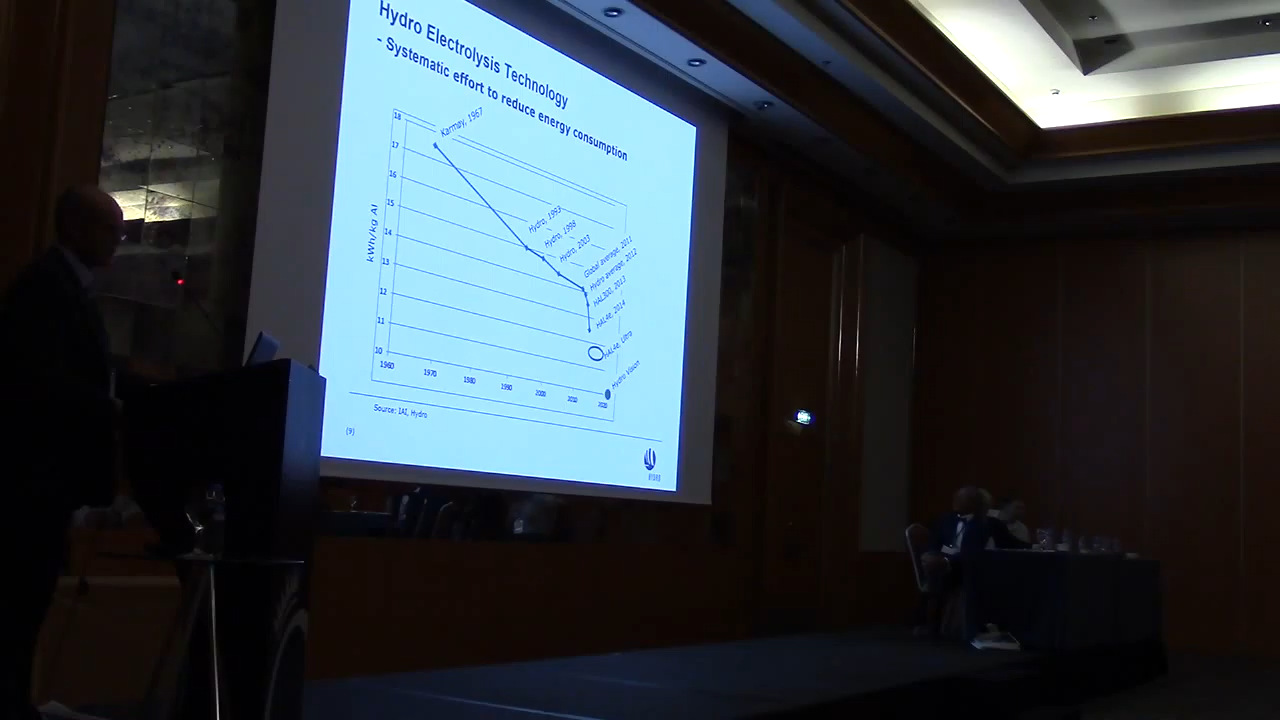 Hydro Electrolysis Technology
- Systematic effort to reduce energy consumption
18
17
16
15
14
13
12
11
10
kWh/kg Al
Karmøy, 1967
Hydro, 1993
Hydro, 1998
Hydro, 2003
Global average, 2011
Hydro average, 2012
HAL300, 2013
HAL4e, 2014
HAL4e, Ultra
Hydro Vision
1960
1970
1980
1990
2000
2010
2020
Source: IAI, Hydro
(9)